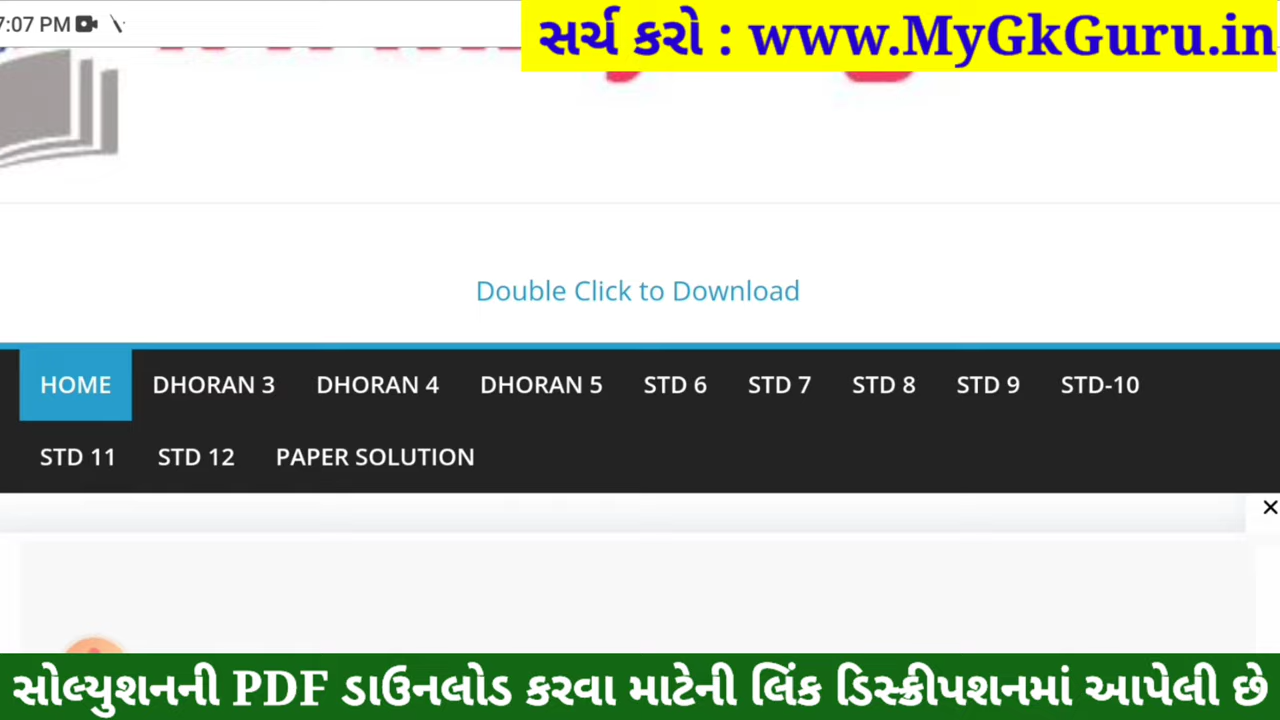 7:07 PM
સર્ચ કરો : www.MyGkGuru.in
Double Click to Download
HOME DHORAN 3 DHORAN 4 DHORAN 5 STD 6 STD 7 STD 8 STD 9 STD-10
STD 11 STD 12 PAPER SOLUTION
સોલ્યુશનની PDF ડાઉનલોડ કરવા માટેની લિંક ડિસ્ક્રીપશનમાં આપેલી છે